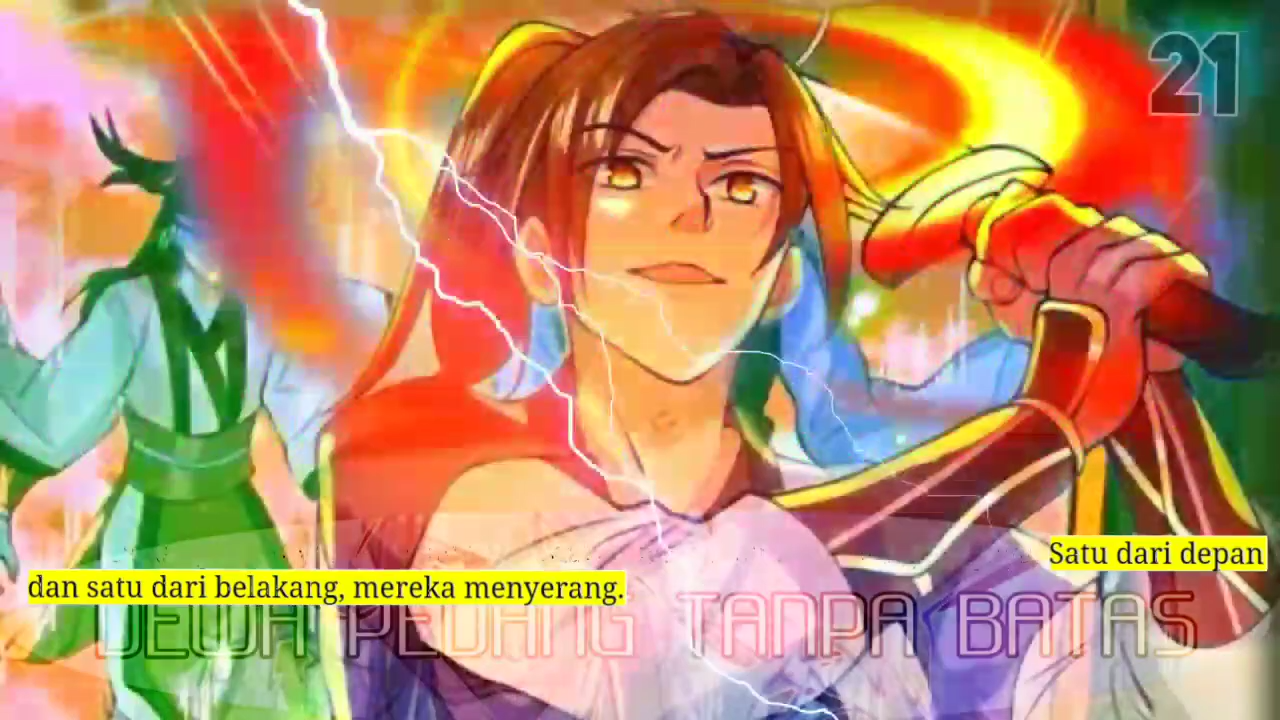 21
Satu dari depan
dan satu dari belakang, mereka menyerang.
DEWA PEDANG TANPA BATAS